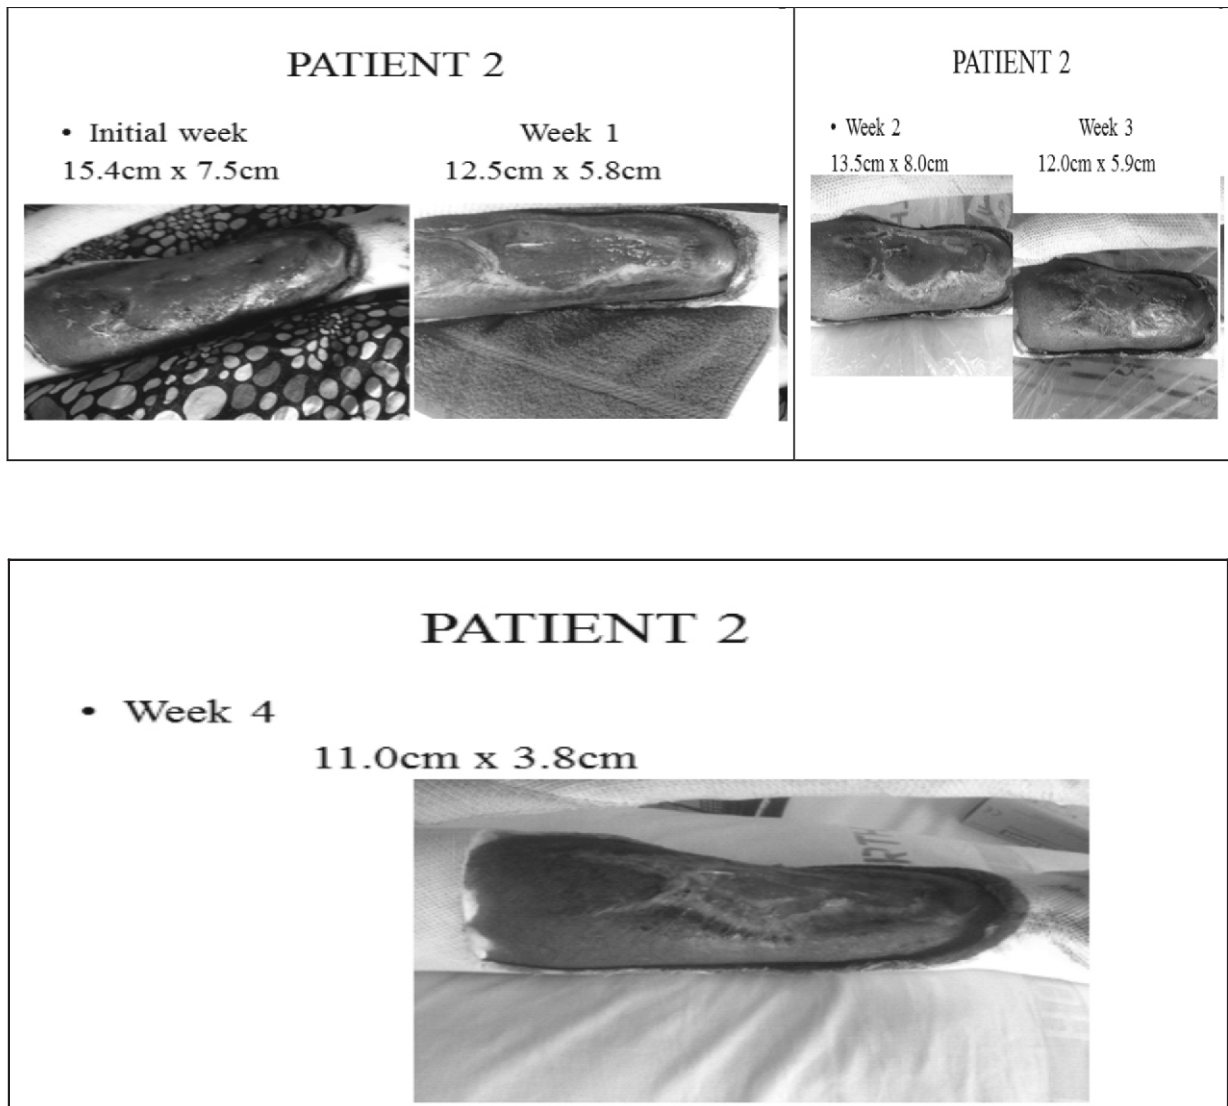 PATIENT 2
• Initial week
15.4cm x 7.5cm
Week 1
12.5cm x 5.8cm
PATIENT 2
• Week 2
13.5cm x 8.0cm
Week 3
12.0cm x 5.9cm
PATIENT 2
• Week 4
11.0cm x 3.8cm
RTH